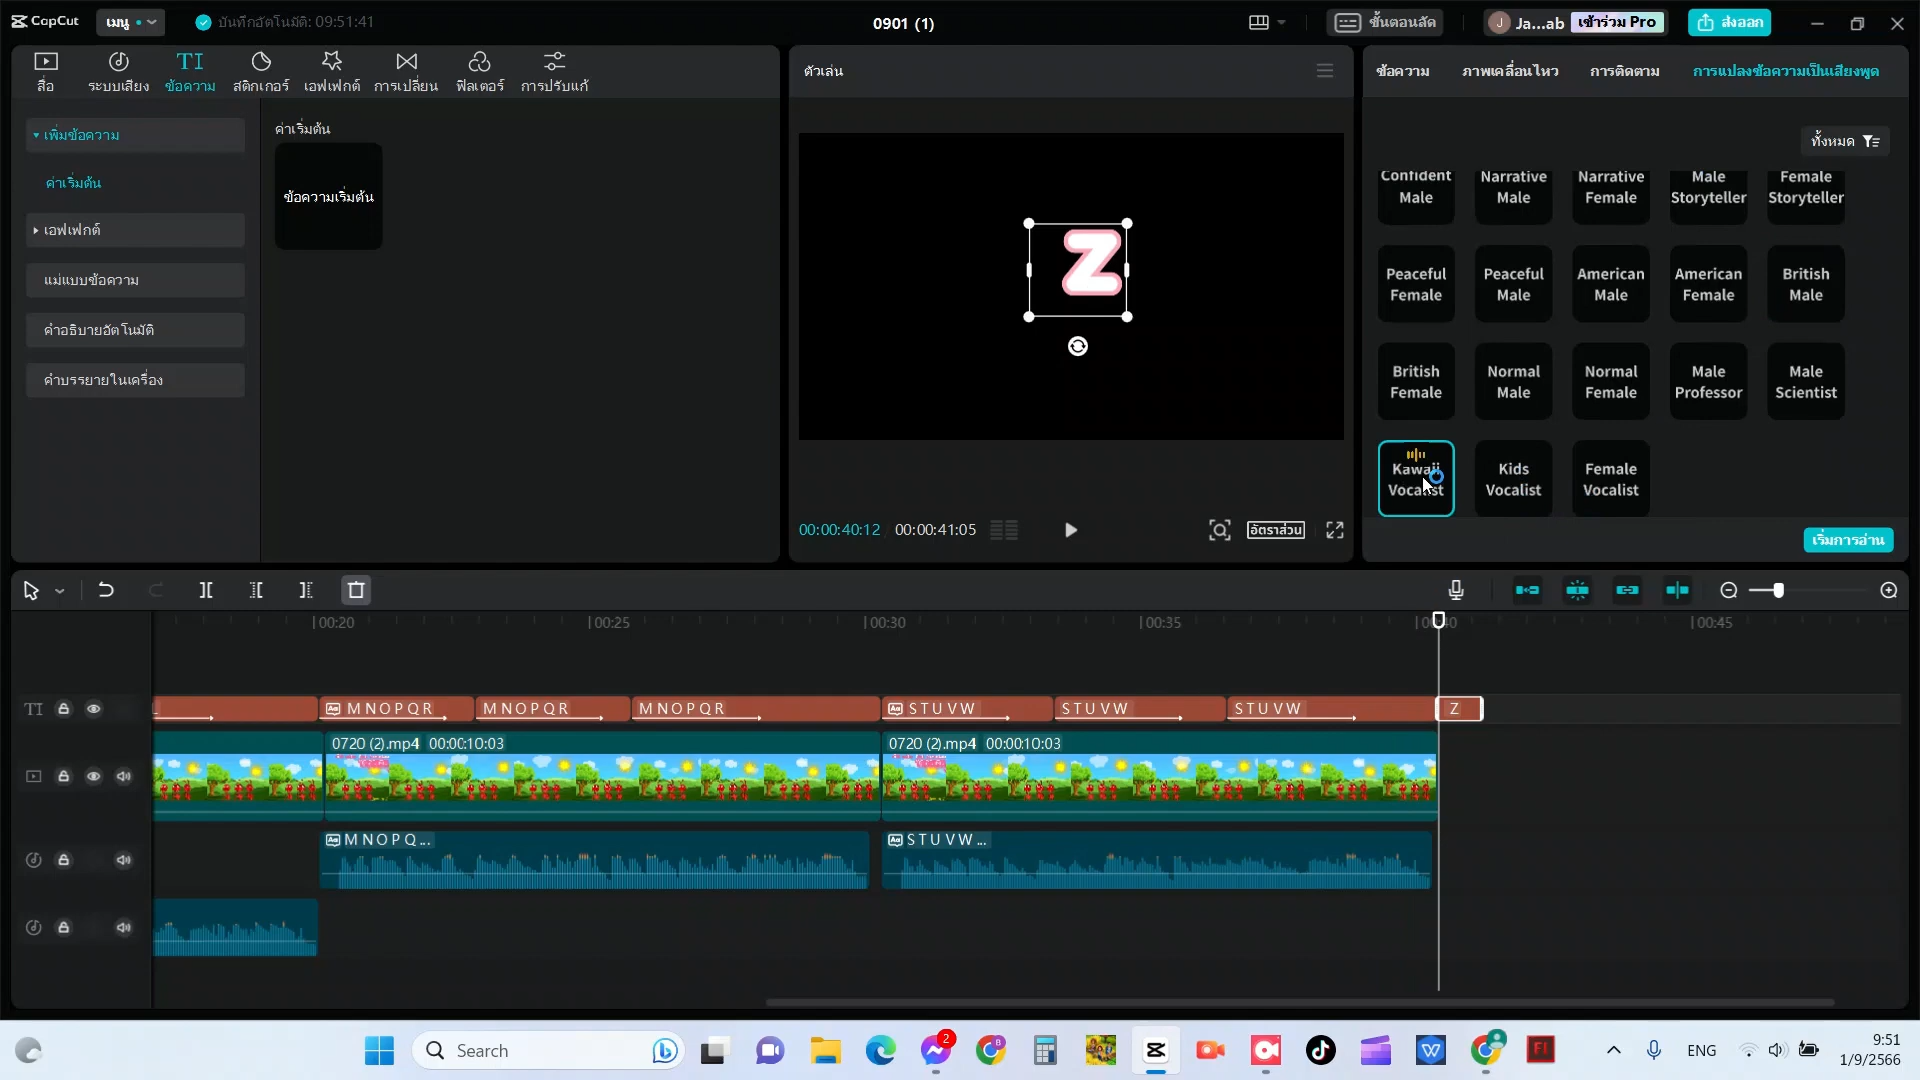 CapCut
เมนู
บันทึกอัตโนมัติ: 09:51:41
0901 (1)
ขั้นตอนลัด
J
Ja...ab
เข้าร่วม Pro
ส่งออก
สื่อ
ระบบเสียง
ข้อความ
สติกเกอร์
เอฟเฟกต์
การเปลี่ยน
ฟิลเตอร์
การปรับแก้
เพิ่มข้อความ
ค่าเริ่มต้น
เอฟเฟกต์
แม่แบบข้อความ
คำอธิบายอัตโนมัติ
คำบรรยายในเครื่อง
ค่าเริ่มต้น
ข้อความเริ่มต้น
ตัวเล่น
Z
00:00:40:12
00:00:41:05
อัตราส่วน
ข้อความ
ภาพเคลื่อนไหว
การติดตาม
การแปลงข้อความเป็นเสียงพูด
ทั้งหมด
Confident Male
Narrative Male
Narrative Female
Male Storyteller
Female Storyteller
Peaceful Female
Peaceful Male
American Male
American Female
British Male
British Female
Normal Male
Normal Female
Male Professor
Male Scientist
Kawaii Vocalist
Kids Vocalist
Female Vocalist
เริ่มการอ่าน
00:20
00:25
00:30
00:35
00:40
00:45
TI
L
M N O P Q R
M N O P Q R
M N O P Q R
S T U V W
S T U V W
S T U V W
Z
0720 (2).mp4 00:00:10:03
0720 (2).mp4 00:00:10:03
M N O P Q ...
S T U V W ...
Search
2
ENG
9:51
1/9/2566